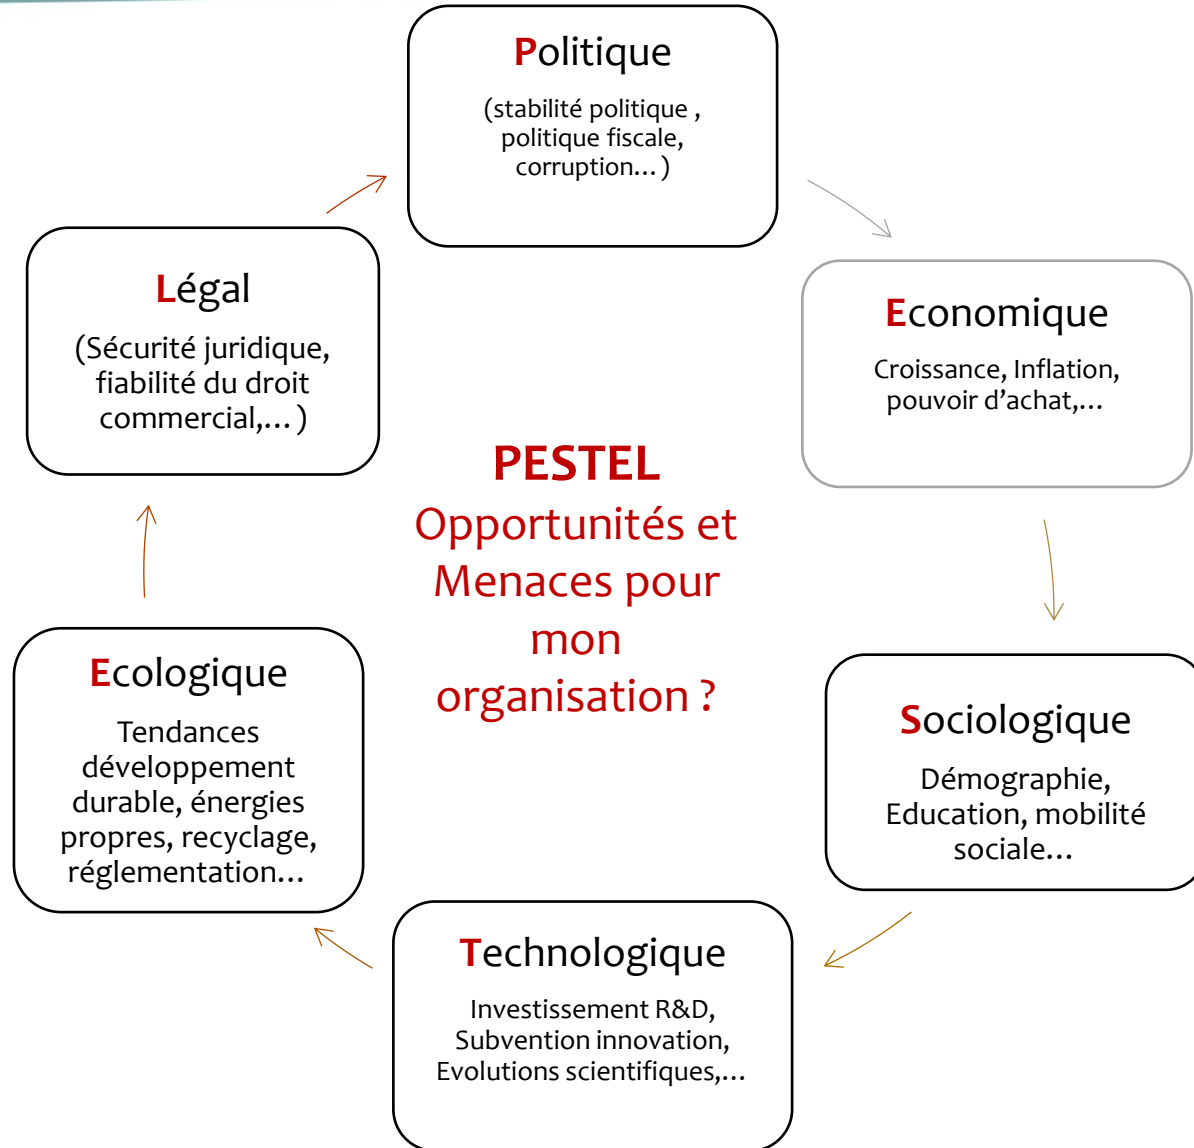 Politique
(stabilité politique ,
politique fiscale,
corruption… )
Economique
Croissance, Inflation,
pouvoir d’achat,…
Sociologique
Démographie,
Education, mobilité
sociale…
Technologique
Investissement R&D,
Subvention innovation,
Evolutions scientifiques,…
Ecologique
Tendances
développement
durable, énergies
propres, recyclage,
réglementation…
Légal
(Sécurité juridique,
fiabilité du droit
commercial,… )
PESTEL
Opportunités et
Menaces pour
mon
organisation ?